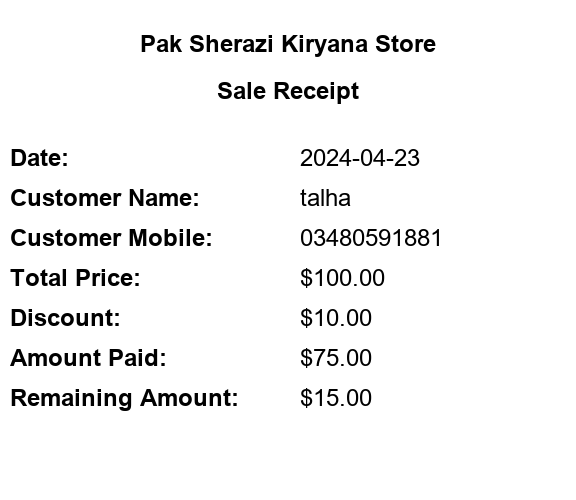 Pak Sherazi Kiryana Store
Sale Receipt
Date: 2024-04-23
Customer Name: talha
Customer Mobile: 03480591881
Total Price: $100.00
Discount: $10.00
Amount Paid: $75.00
Remaining Amount: $15.00